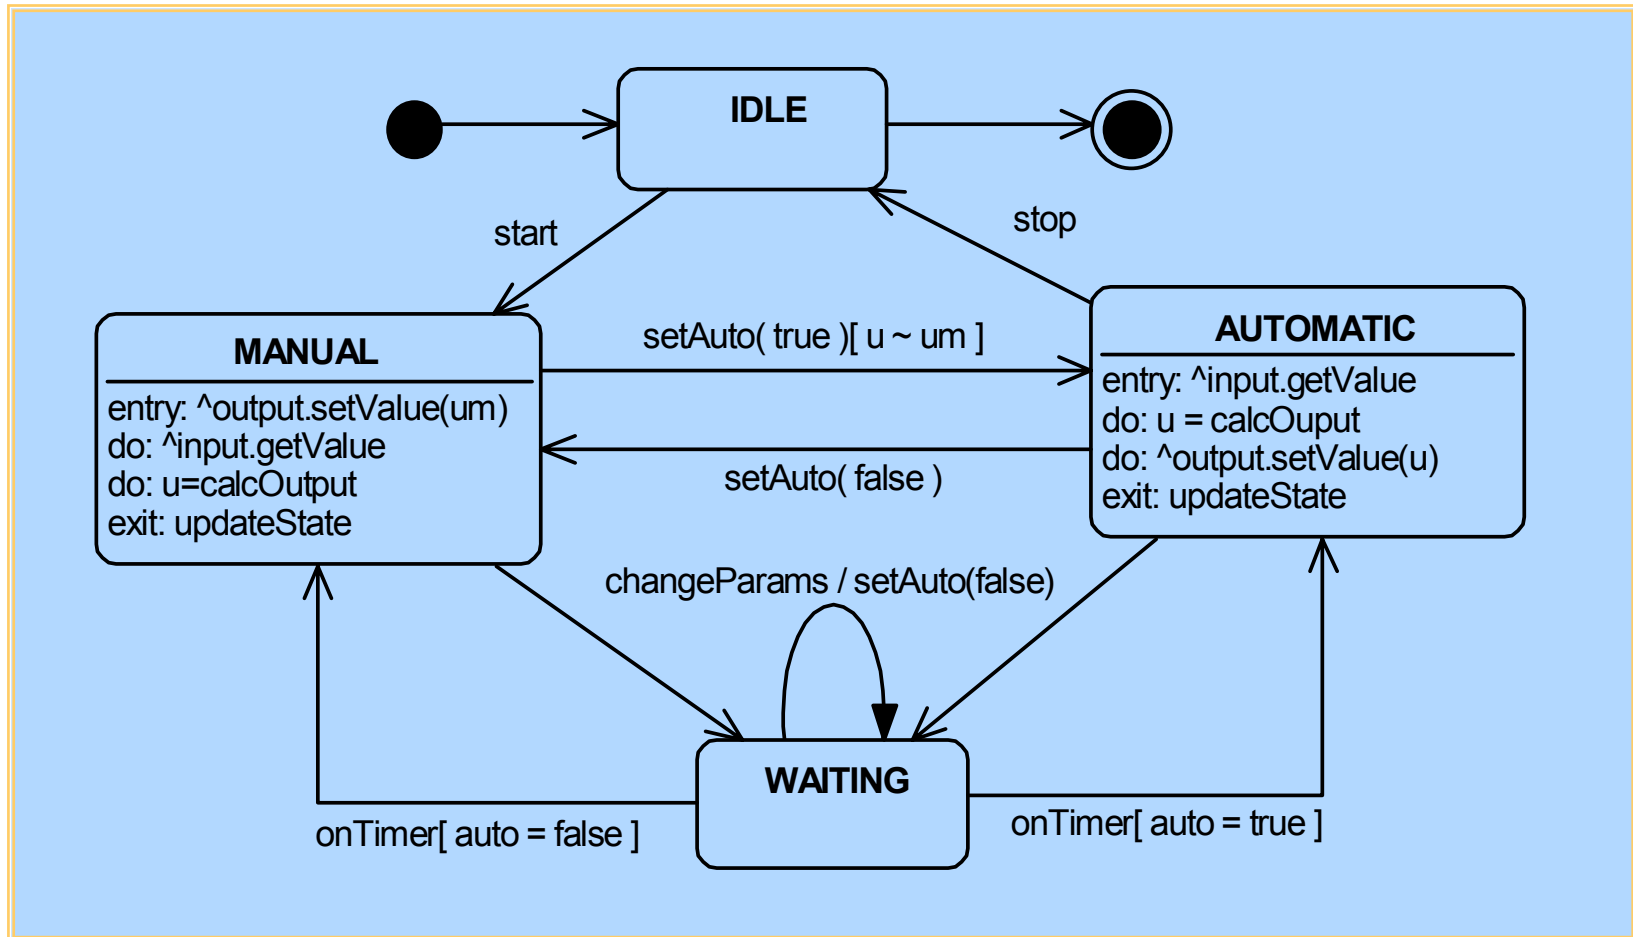 IDLE
start
stop
MANUAL
entry: ^output.setValue(um)
do: ^input.getValue
do: u=calcOutput
exit: updateState
setAuto( true )[ u ~ um ]
setAuto( false )
AUTOMATIC
entry: ^input.getValue
do: u = calcOuput
do: ^output.setValue(u)
exit: updateState
changeParams / setAuto(false)
WAITING
onTimer[ auto = false ]
onTimer[ auto = true ]